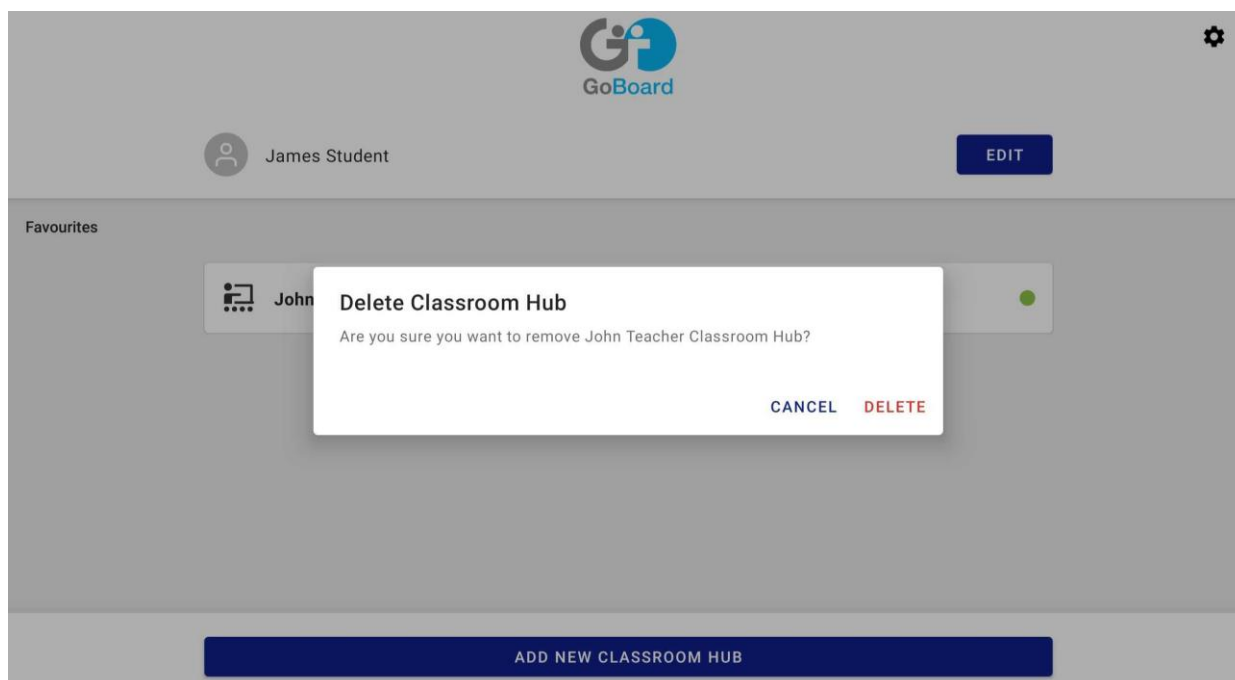 GoBoard
James Student
EDIT
Favourites
John
Delete Classroom Hub
Are you sure you want to remove John Teacher Classroom Hub?
CANCEL DELETE
ADD NEW CLASSROOM HUB